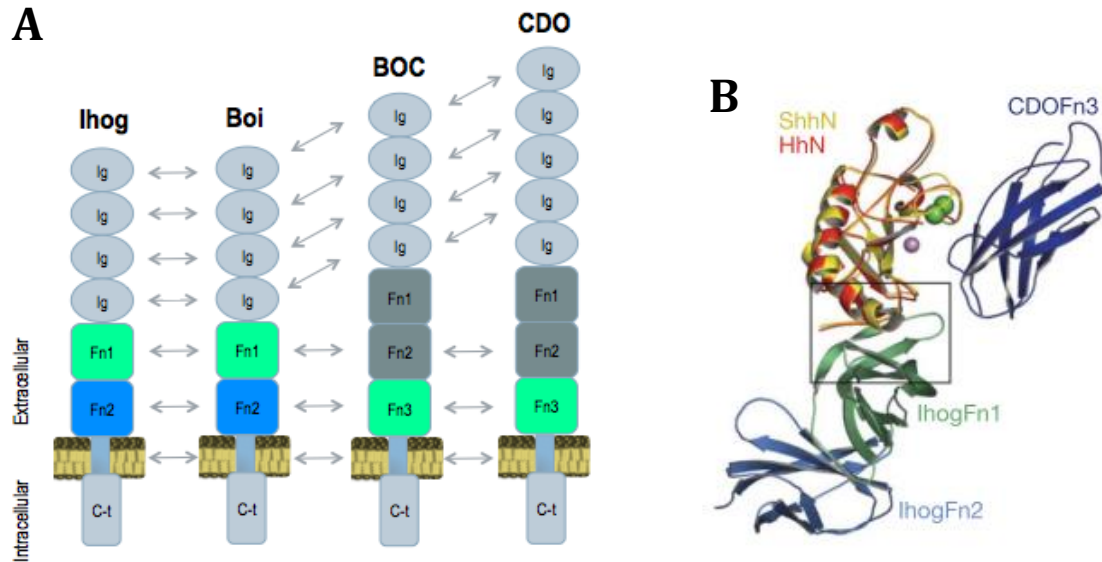 A
Ihog
Boi
BOC
CDO
Ig Ig Ig Ig
Ig Ig Ig Ig
Ig Ig Ig Ig
Ig Ig Ig Ig
Ig
Fn1 Fn1 Fn1 Fn1
Fn2 Fn2 Fn2 Fn2
Fn3 Fn3
C-t C-t C-t C-t
Extracellular
Intracellular
B
ShhN
HhN
CDOFn3
IhogFn1
IhogFn2